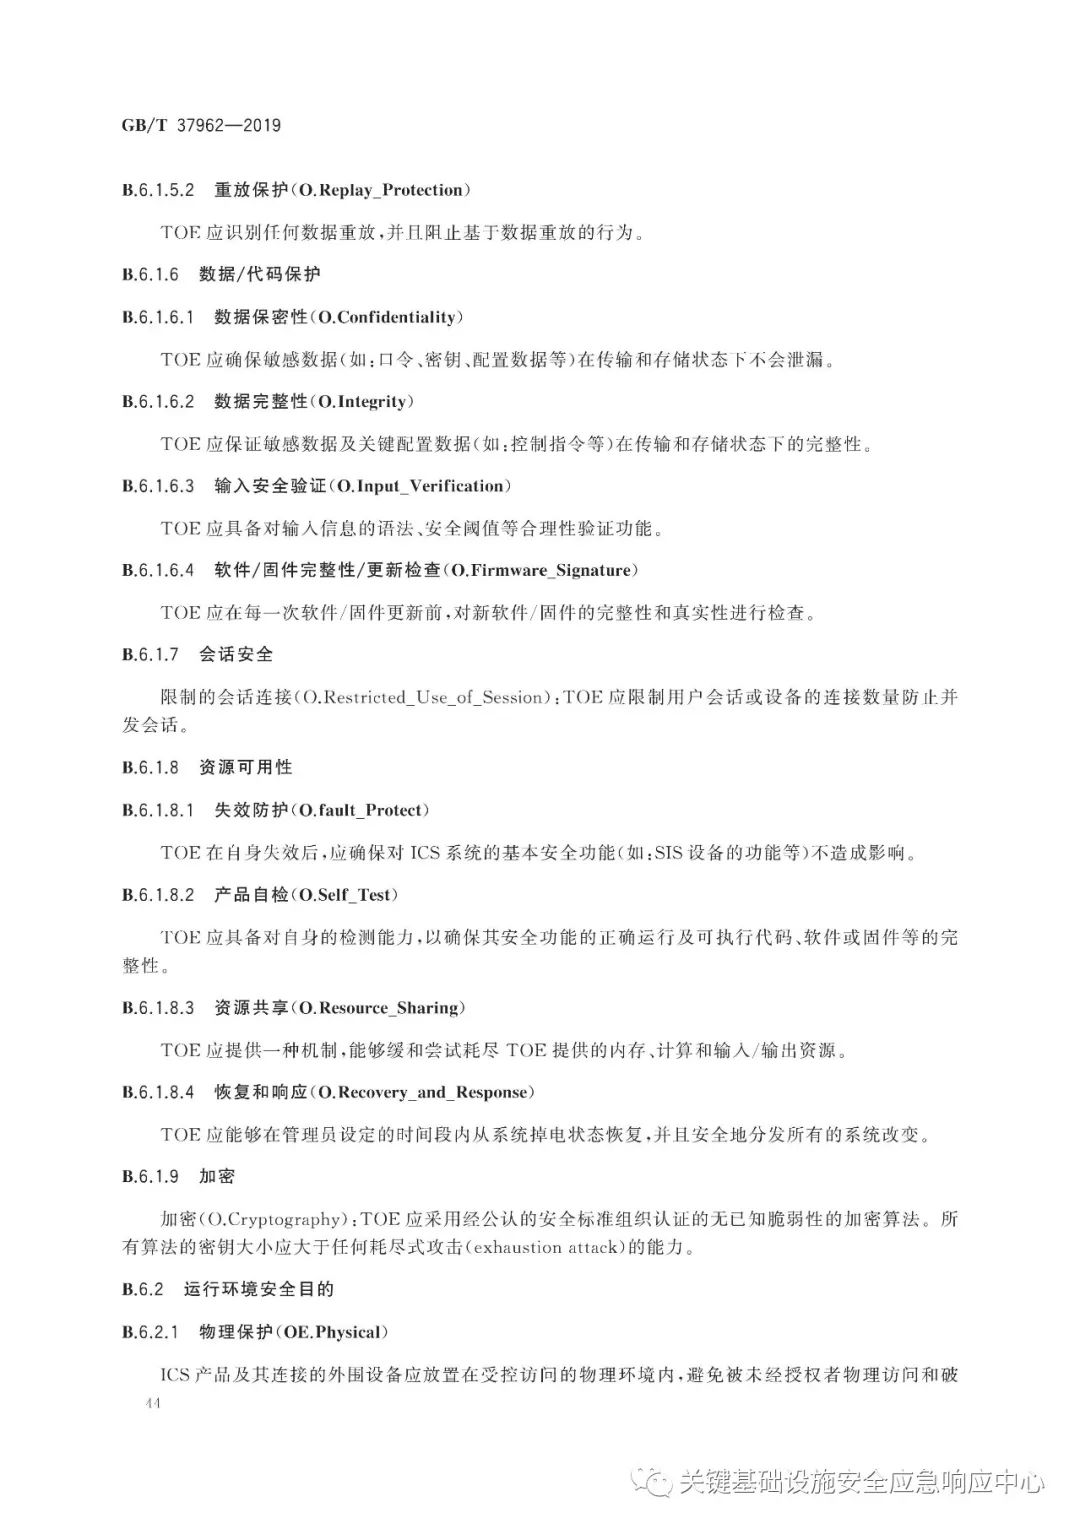 GB/T 37962—2019
B.6.1.5.2 重放保护(O.Replay_Protection)
TOE 应识别任何数据重放,并且阻止基于数据重放的行为。
B.6.1.6 数据/代码保护
B.6.1.6.1 数据保密性(O.Confidentiality)
TOE 应确保敏感数据(如:口令、密钥、配置数据等)在传输和存储状态下不会泄漏。
B.6.1.6.2 数据完整性(O.Integrity)
TOE 应保证敏感数据及关键配置数据(如:控制指令等)在传输和存储状态下的完整性。
B.6.1.6.3 输入安全验证(O.Input_Verification)
TOE 应具备对输入信息的语法、安全阈值等合理性验证功能。
B.6.1.6.4 软件/固件完整性/更新检查(O.Firmware_Signature)
TOE 应在每一次软件/固件更新前,对新软件/固件的完整性和真实性进行检查。
B.6.1.7 会话安全
限制的会话连接(O.Restricted_Use_of_Session):TOE 应限制用户会话或设备的连接数量防止并
发会话。
B.6.1.8 资源可用性
B.6.1.8.1 失效防护(O.fault_Protect)
TOE 在自身失效后,应确保对 ICS 系统的基本安全功能(如:SIS 设备的功能等)不造成影响。
B.6.1.8.2 产品自检(O.Self_Test)
TOE 应具备对自身的检测能力,以确保其安全功能的正确运行及可执行代码、软件或固件等的完
整性。
B.6.1.8.3 资源共享(O.Resource_Sharing)
TOE 应提供一种机制,能够缓和尝试耗尽 TOE 提供的内存、计算和输入/输出资源。
B.6.1.8.4 恢复和响应(O.Recovery_and_Response)
TOE 应能够在管理员设定的时间段内从系统掉电状态恢复,并且安全地分发所有的系统改变。
B.6.1.9 加密
加密(O.Cryptography):TOE 应采用经公认的安全标准组织认证的无已知脆弱性的加密算法。所
有算法的密钥大小应大于任何耗尽式攻击(exhaustion attack)的能力。
B.6.2 运行环境安全目的
B.6.2.1 物理保护(OE.Physical)
ICS 产品及其连接的外围设备应放置在受控访问的物理环境内,避免被未经授权者物理访问和破
44
关键基础设施安全应急响应中心